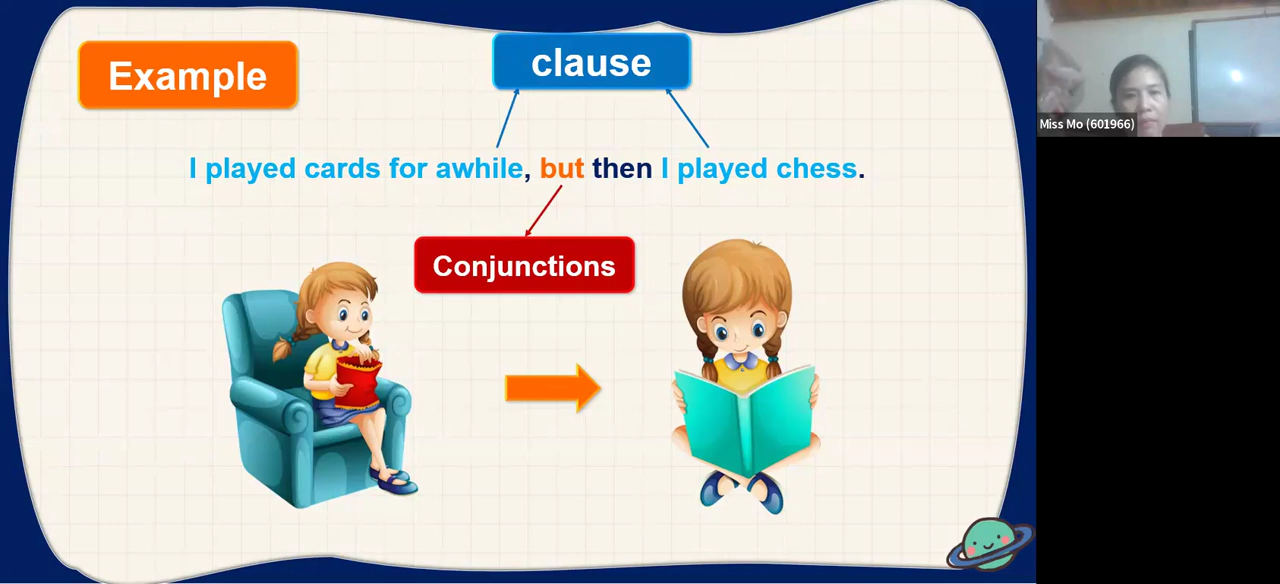 Example
clause
I played cards for awhile, but then I played chess.
Conjunctions
Miss Mo (601966)